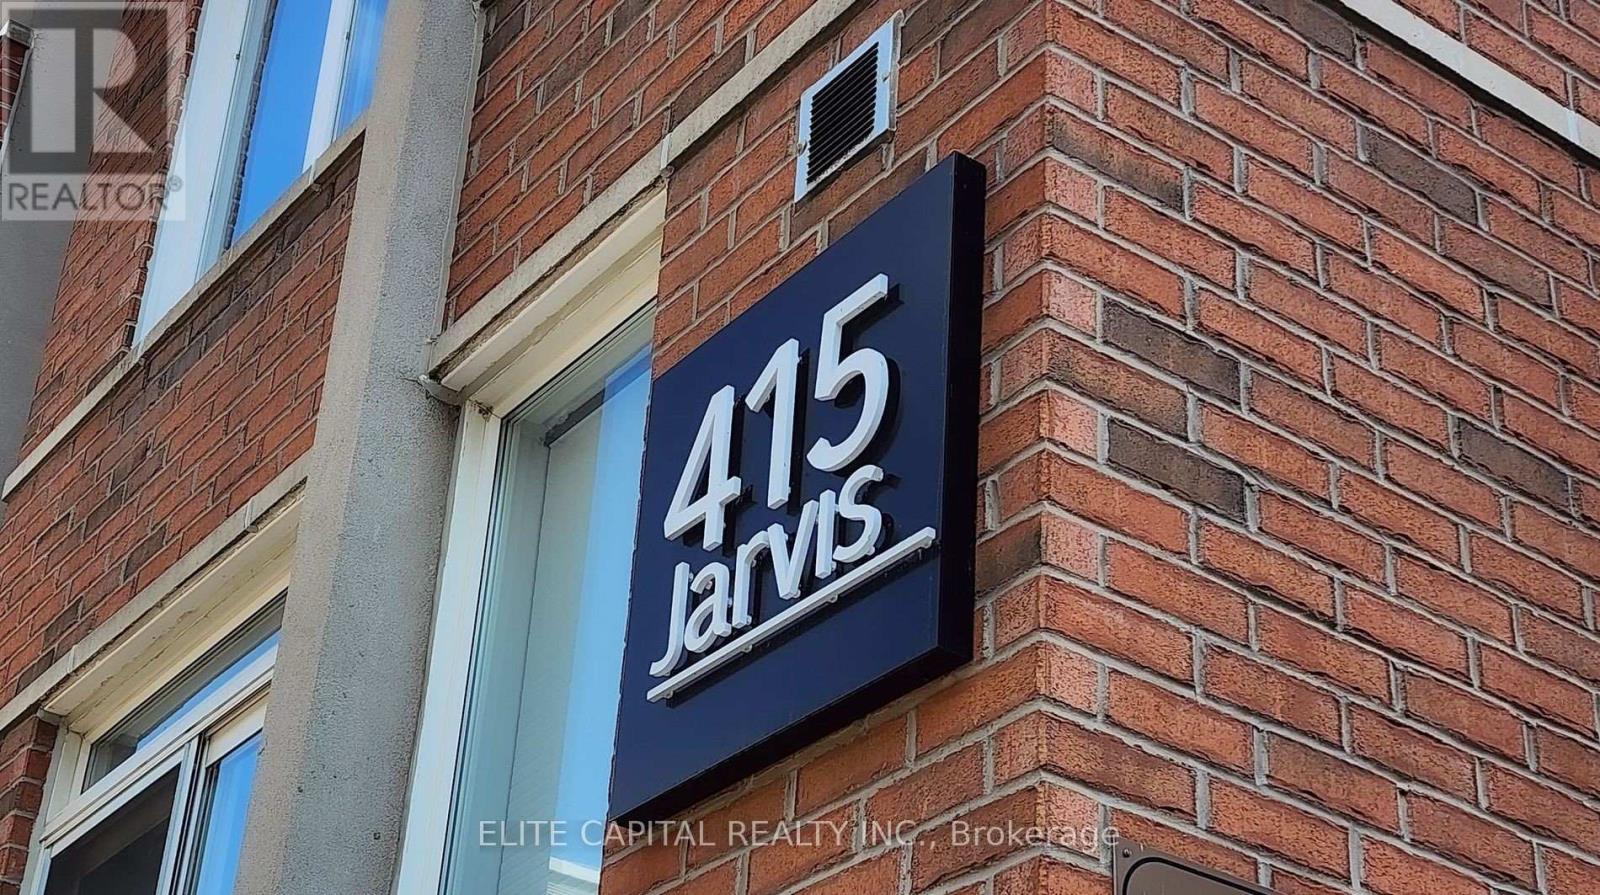 R
REALTOR®
415
Jarvis
ELITE CAPITAL REALTY INC., Brokerage